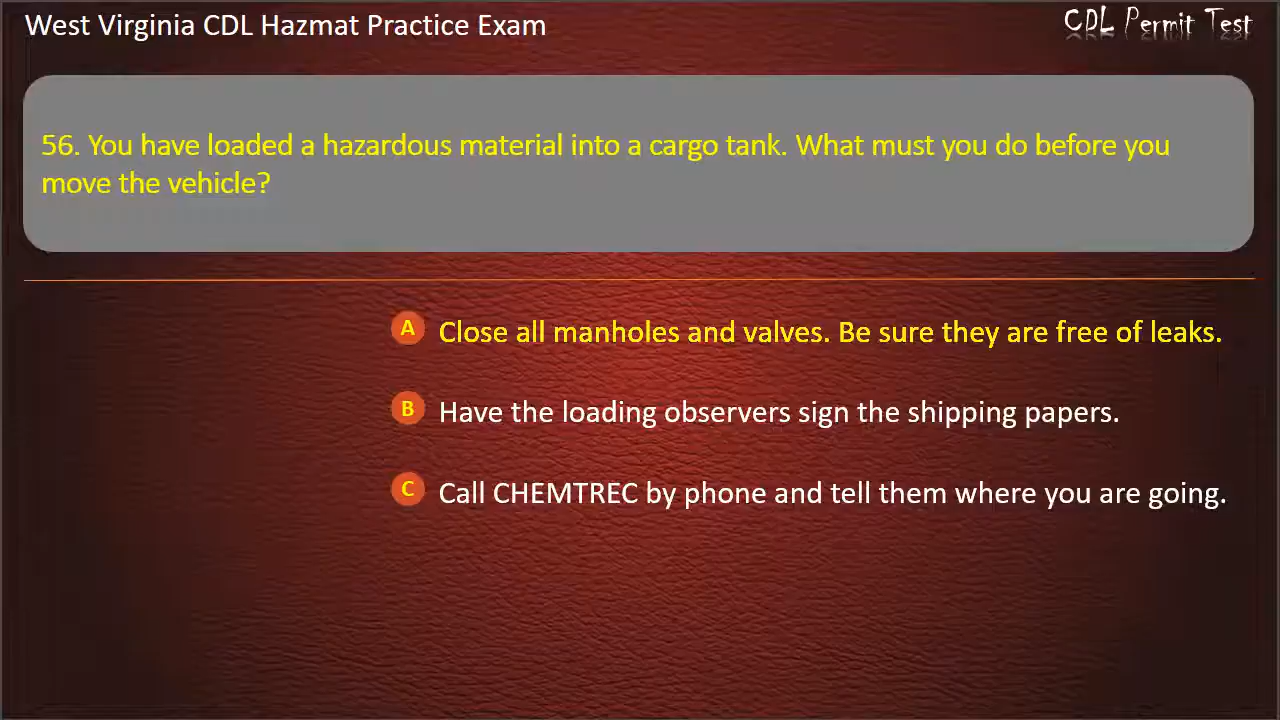 West Virginia CDL Hazmat Practice Exam
CDL Permit Test
56. You have loaded a hazardous material into a cargo tank. What must you do before you
move the vehicle?
A Close all manholes and valves. Be sure they are free of leaks.
B Have the loading observers sign the shipping papers.
C Call CHEMTREC by phone and tell them where you are going.